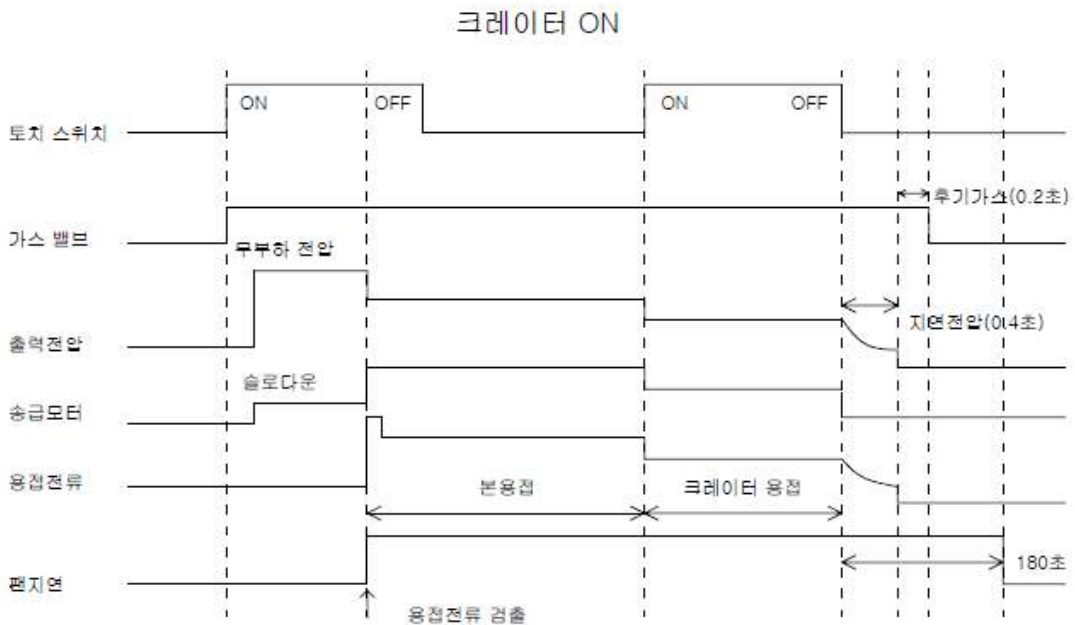 크레이터 ON
ON OFF ON OFF
토치 스위치
후기가스(0.2초)
가스 밸브
무부하 전압
지연전압(0.4초)
출력전압
슬로다운
송급모터
용접전류
본용접
크레이터 용접
180초
팬지연
용접전류 검출